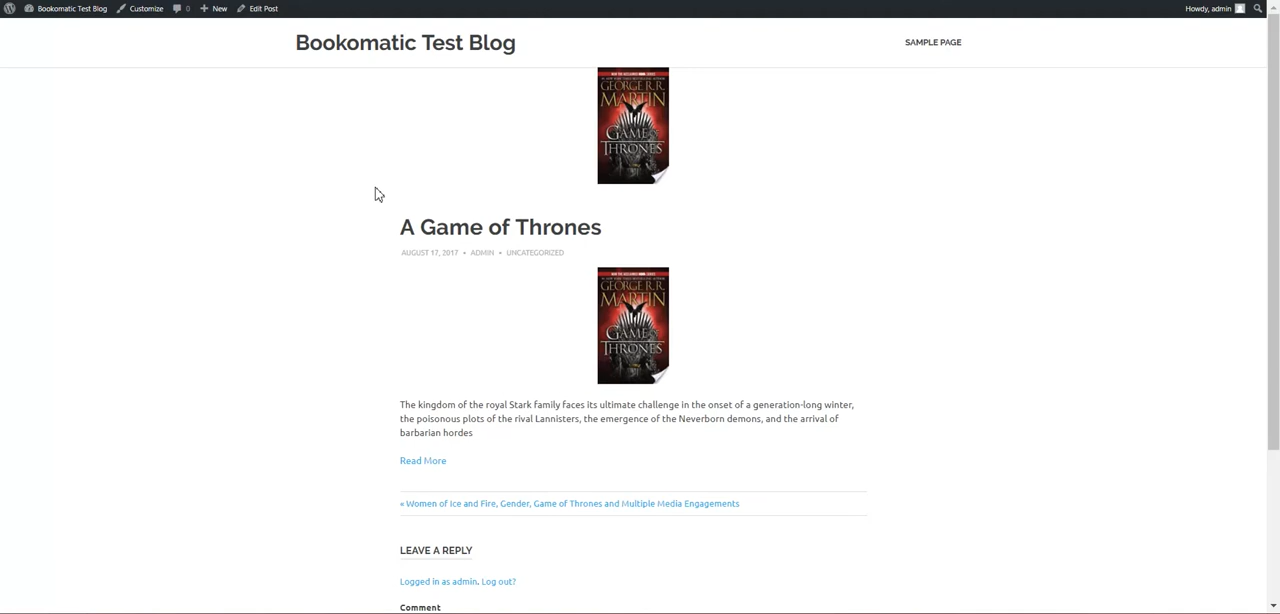 Bookomatic Test Blog Customize 0 New Edit Post Howdy, admin
Bookomatic Test Blog SAMPLE PAGE
GEORGE R.R.
MARTIN
A GAME OF
THRONES
A Game of Thrones
AUGUST 17, 2017 • ADMIN • UNCATEGORIZED
GEORGE R.R.
MARTIN
A GAME OF
THRONES
The kingdom of the royal Stark family faces its ultimate challenge in the onset of a generation-long winter,
the poisonous plots of the rival Lannisters, the emergence of the Neverborn demons, and the arrival of
barbarian hordes
Read More
« Women of Ice and Fire, Gender, Game of Thrones and Multiple Media Engagements
LEAVE A REPLY
Logged in as admin. Log out?
Comment